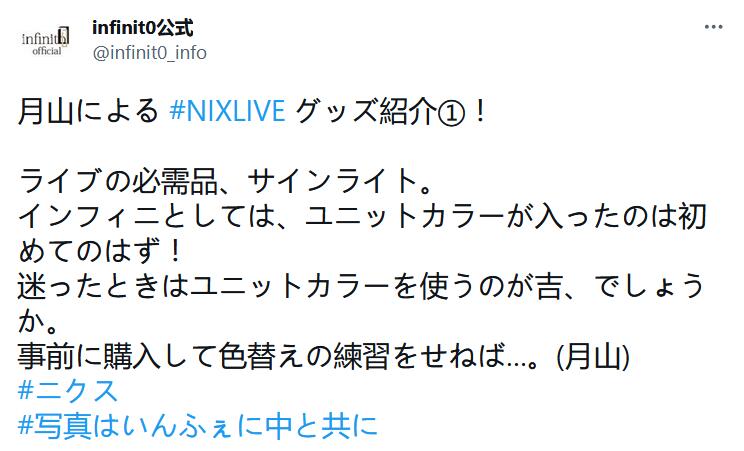 infinit0
official
infinit0公式
@infinit0_info
月山による #NIXLIVE グッズ紹介①！
ライブの必需品、サインライト。
インフィニとしては、ユニットカラーが入ったのは初
めてのはず！
迷ったときはユニットカラーを使うのが吉、でしょう
か。
事前に購入して色替えの練習をせねば…。(月山)
#ニクス
#写真はいんふぇに中と共に